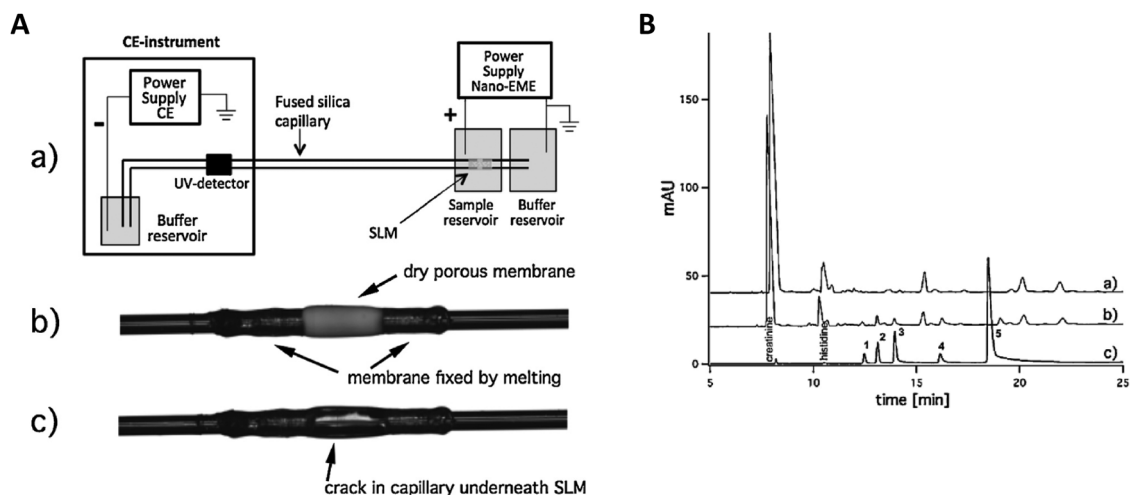 A
CE-instrument
Power
Supply
CE
-
Fused silica
capillary
Power
Supply
Nano-EME
+
a)
UV-detector
Buffer
reservoir
SLM
Sample
reservoir
Buffer
reservoir
dry porous membrane
b)
membrane fixed by melting
c)
crack in capillary underneath SLM
B
mAU
150
100
50
0
a)
b)
c)
creatinine
histidine
1
2
3
4
5
5
10
15
20
25
time [min]